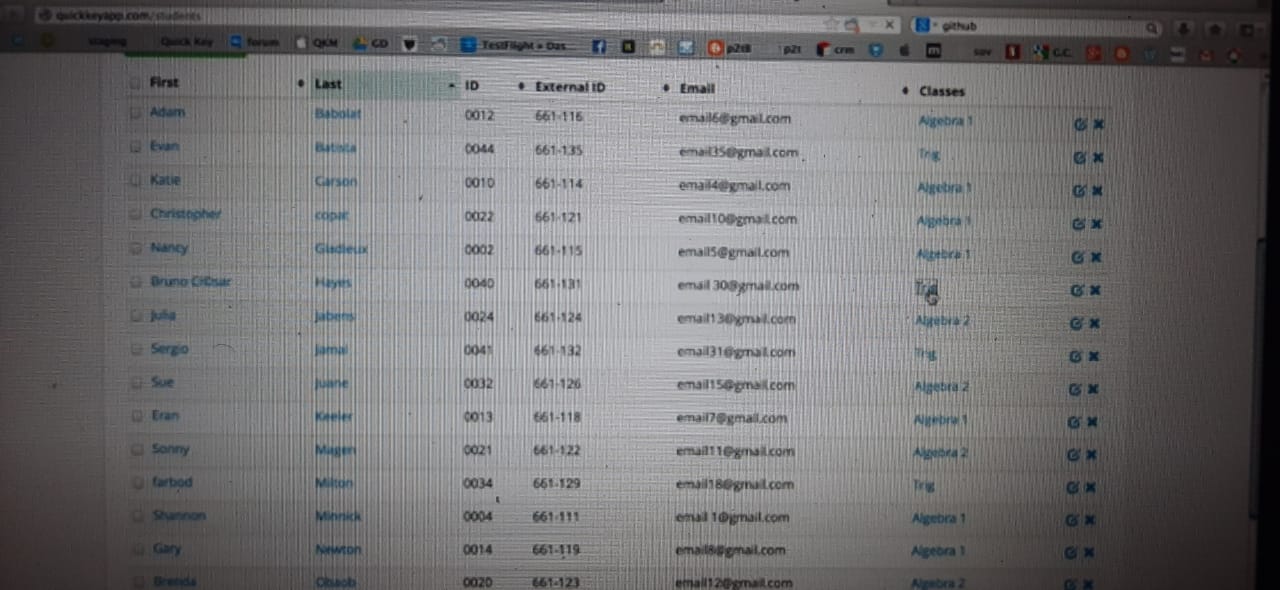 quickkeyapp.com/students github
staging Quick Key forum QKM GD TestFlight » Das... p2t8 p2t crm m sov C.C.
First Last ID External ID Email Classes
Adam Babolat 0012 661-116 email6@gmail.com Algebra 1
Evan Batista 0044 661-135 email35@gmail.com Trig
Katie Carson 0010 661-114 email4@gmail.com Algebra 1
Christopher copac 0022 661-121 email10@gmail.com Algebra 1
Nancy Gladieux 0002 661-115 email5@gmail.com Algebra 1
Bruno Hayes 0040 661-131 email 30@gmail.com Trig
Julia Jabens 0024 661-124 email13@gmail.com Algebra 2
Sergio Jamal 0041 661-132 email31@gmail.com Trig
Sue Juane 0032 661-126 email15@gmail.com Algebra 2
Eran Keeler 0013 661-118 email7@gmail.com Algebra 1
Sonny Magen 0021 661-122 email11@gmail.com Algebra 2
farbod Milton 0034 661-129 email18@gmail.com Trig
Shannon Minnick 0004 661-111 email 1@gmail.com Algebra 1
Gary Newton 0014 661-119 email8@gmail.com Algebra 1
Brenda 0020 661-123 email12@gmail.com Algebra 2